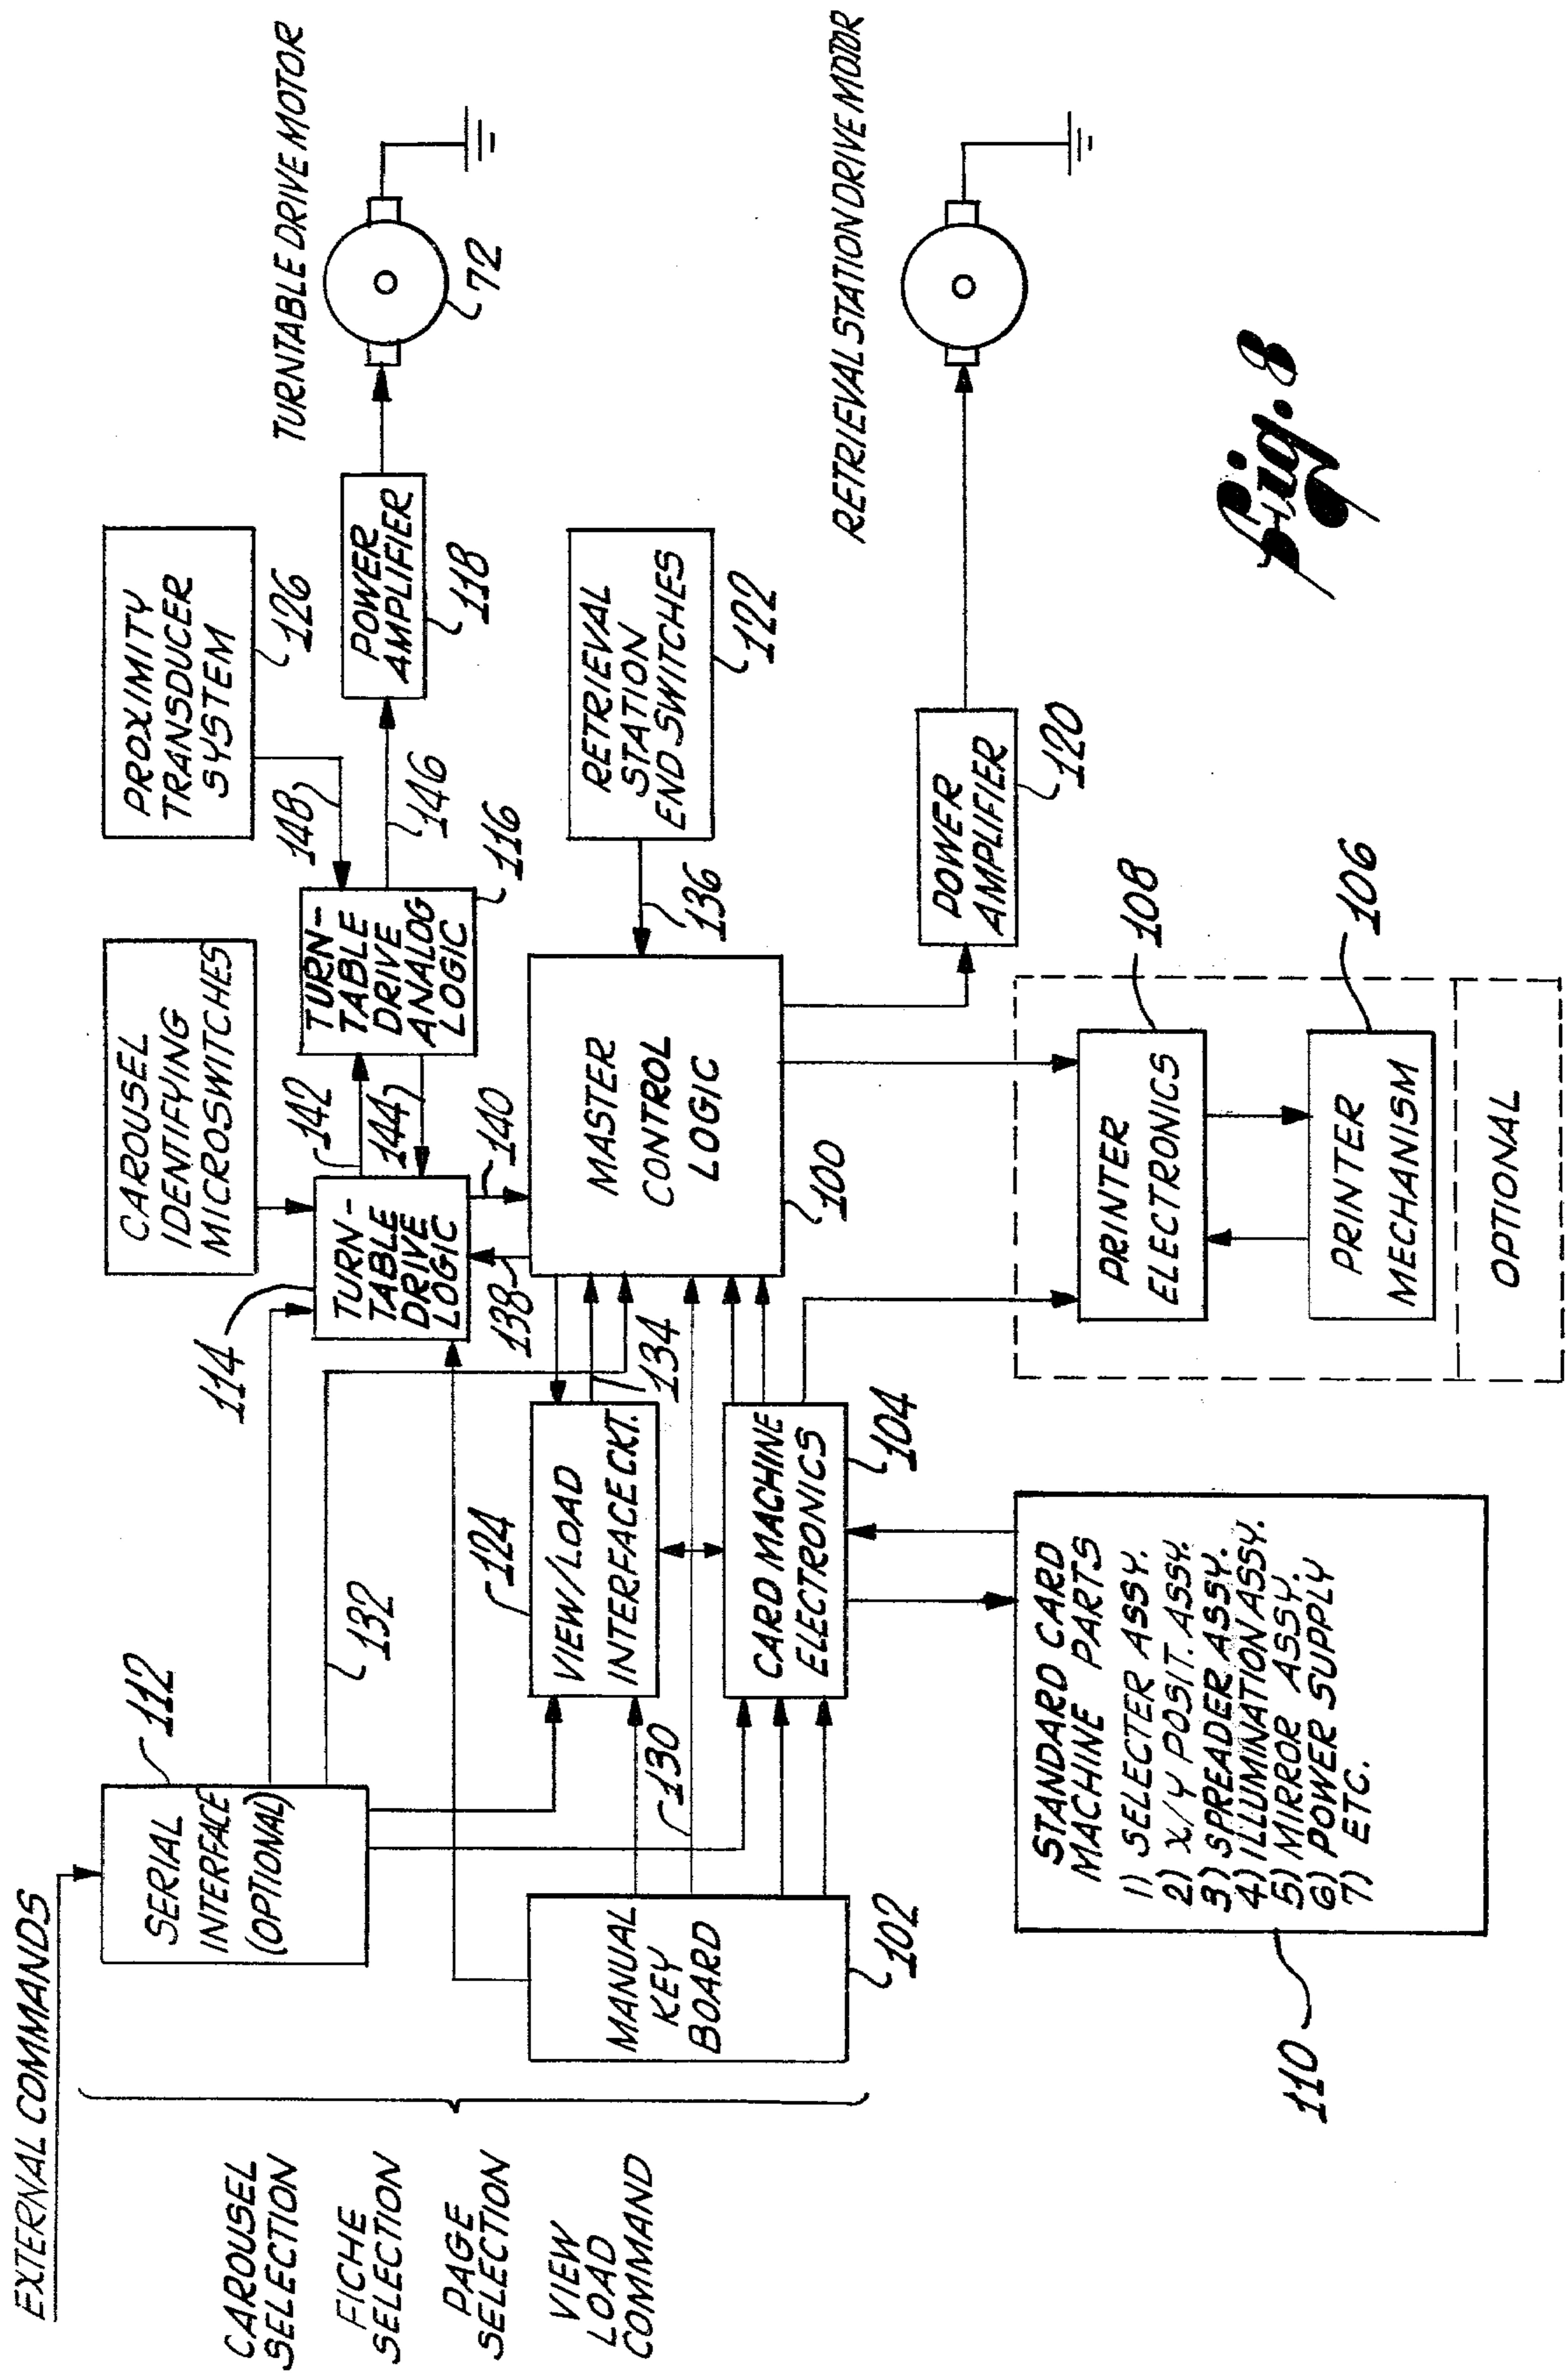 EXTERNAL COMMANDS
CAROUSEL
SELECTION
FICHE
SELECTION
PAGE
SELECTION
VIEW
LOAD
COMMAND
SERIAL
INTERFACE
(OPTIONAL)
112
132
MANUAL
KEY
BOARD
102
130
114
CAROUSEL
IDENTIFYING
MICROSWITCHES
TURN-
TABLE
DRIVE
LOGIC
142
144
138
140
TURN-
TABLE
DRIVE
ANALOG
LOGIC
116
148
146
PROXIMITY
TRANSDUCER
SYSTEM
126
POWER
AMPLIFIER
118
TURNTABLE DRIVE MOTOR
72
124
VIEW/LOAD
INTERFACE CKT.
134
CARD MACHINE
ELECTRONICS
104
MASTER
CONTROL
LOGIC
100
136
RETRIEVAL
STATION
END SWITCHES
122
POWER
AMPLIFIER
120
RETRIEVAL STATION DRIVE MOTOR
STANDARD CARD
MACHINE PARTS
1) SELECTER ASSY.
2) X/Y POSIT. ASSY.
3) SPREADER ASSY.
4) ILLUMINATION ASSY.
5) MIRROR ASSY.
6) POWER SUPPLY
7) ETC.
110
PRINTER
ELECTRONICS
108
PRINTER
MECHANISM
106
OPTIONAL
Fig. 8